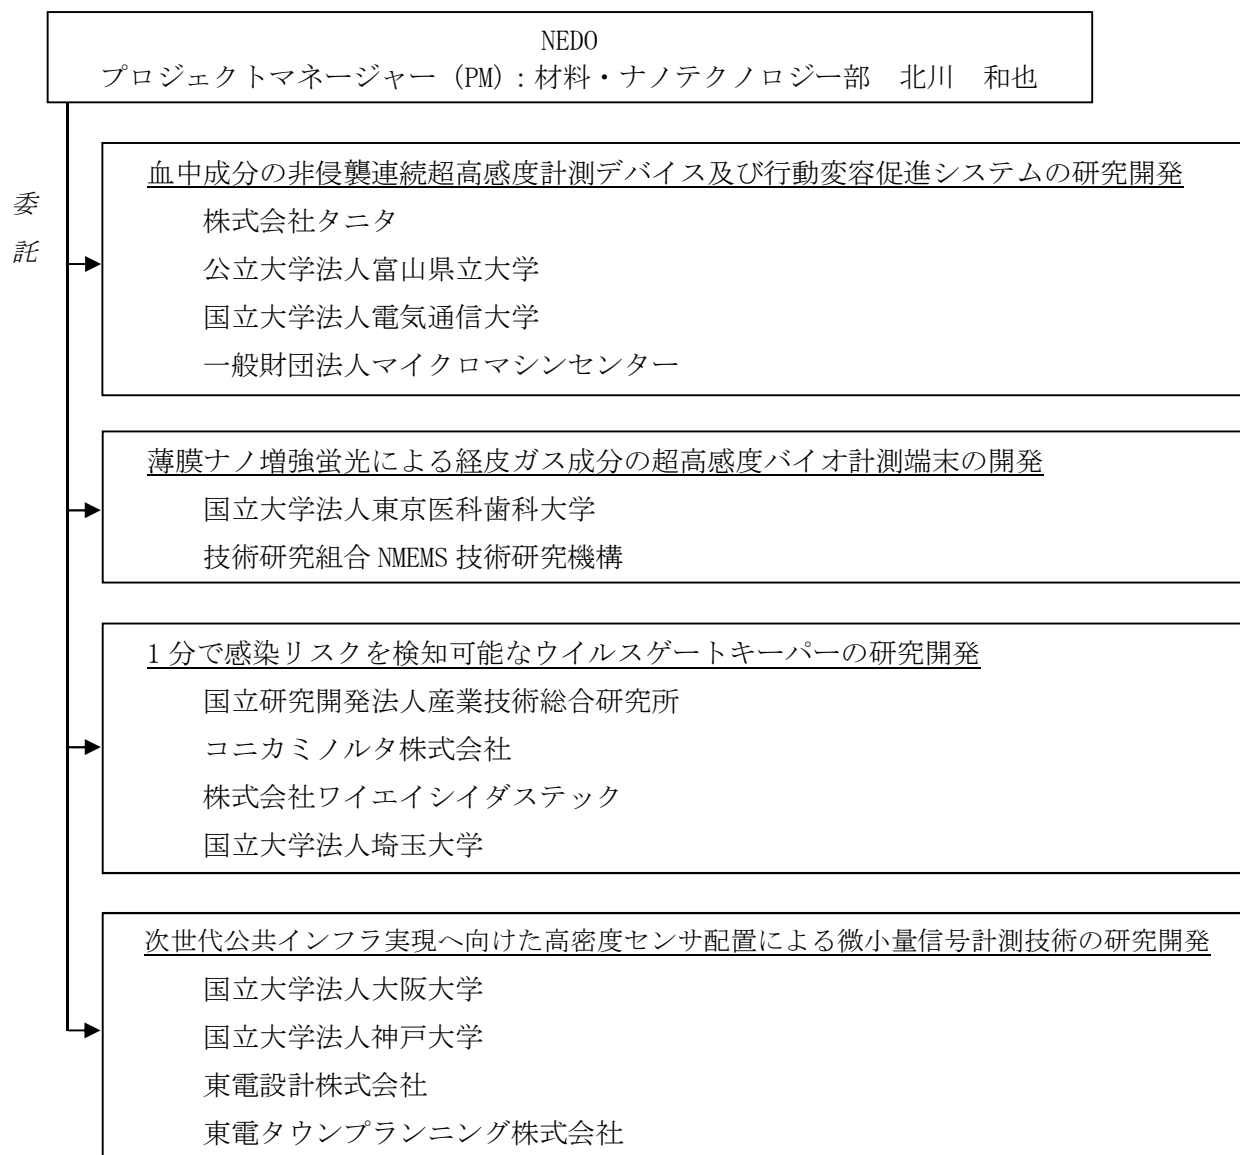 NEDO
プロジェクトマネージャー（PM）：材料・ナノテクノロジー部　北川　和也
委
託
血中成分の非侵襲連続超高感度計測デバイス及び行動変容促進システムの研究開発
株式会社タニタ
公立大学法人富山県立大学
国立大学法人電気通信大学
一般財団法人マイクロマシンセンター
薄膜ナノ増強蛍光による経皮ガス成分の超高感度バイオ計測端末の開発
国立大学法人東京医科歯科大学
技術研究組合 NMEMS 技術研究機構
1 分で感染リスクを検知可能なウイルスゲートキーパーの研究開発
国立研究開発法人産業技術総合研究所
コニカミノルタ株式会社
株式会社ワイエイシイダステック
国立大学法人埼玉大学
次世代公共インフラ実現へ向けた高密度センサ配置による微小量信号計測技術の研究開発
国立大学法人大阪大学
国立大学法人神戸大学
東電設計株式会社
東電タウンプランニング株式会社